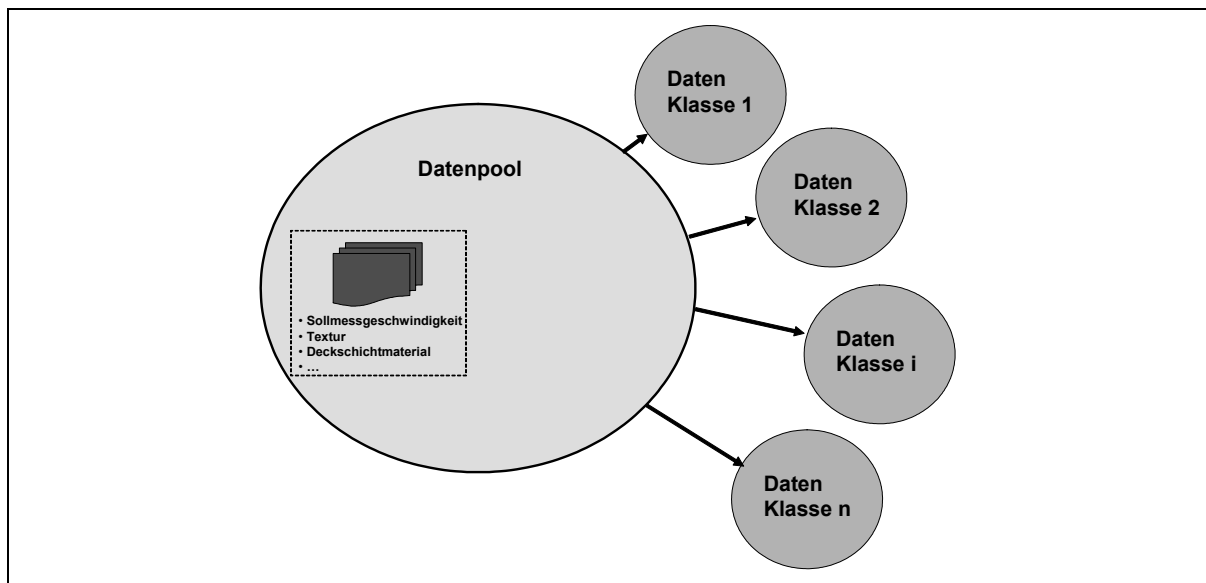 Daten
Klasse 1
Datenpool
Daten
Klasse 2
• Sollmessgeschwindigkeit
• Textur
• Deckschichtmaterial
• ...
Daten
Klasse i
Daten
Klasse n